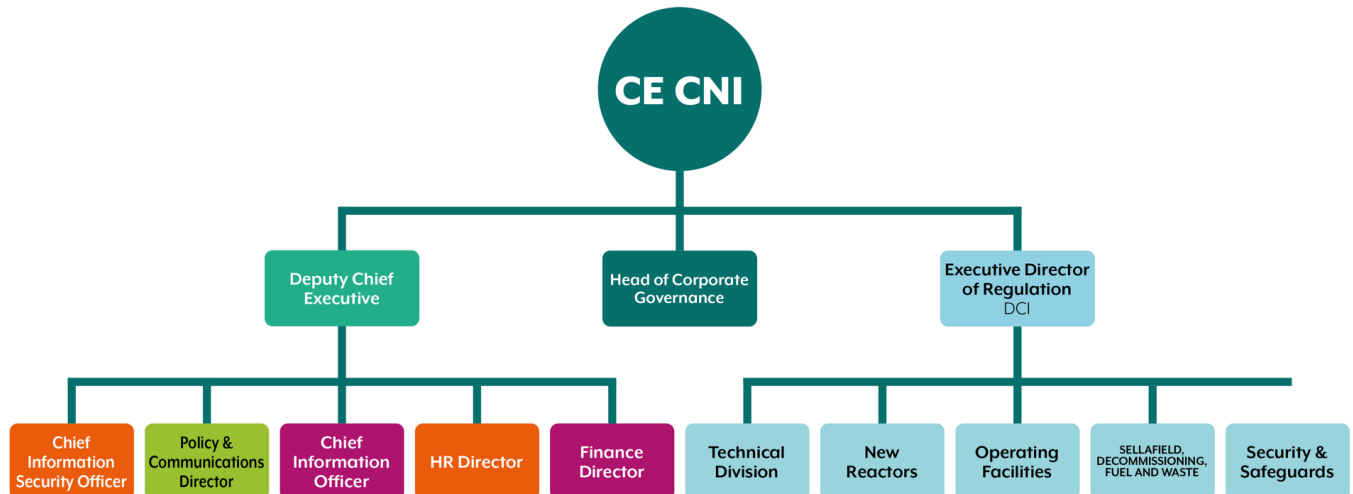 CE CNI
Deputy Chief
Executive
Head of Corporate
Governance
Executive Director
of Regulation
DCI
Chief
Information
Security Officer
Policy &
Communications
Director
Chief
Information
Officer
HR Director
Finance
Director
Technical
Division
New
Reactors
Operating
Facilities
SELLAFIELD,
DECOMMISSIONING,
FUEL AND WASTE
Security &
Safeguards